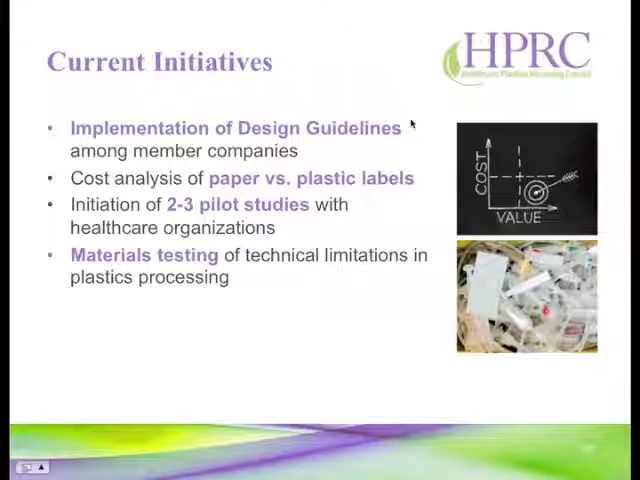 Current Initiatives
HPRC
Healthcare Plastics Recycling Council
• Implementation of Design Guidelines
among member companies
• Cost analysis of paper vs. plastic labels
• Initiation of 2-3 pilot studies with
healthcare organizations
• Materials testing of technical limitations in
plastics processing
COST
VALUE